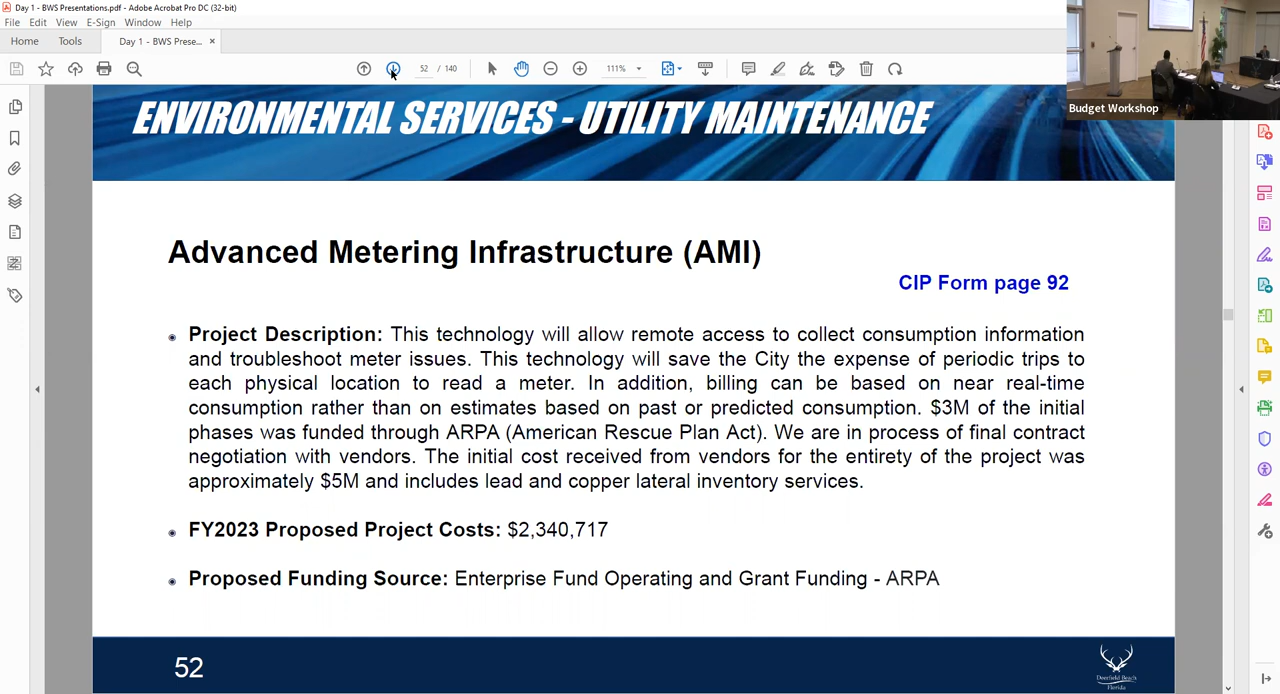 Day 1 - BWS Presentations.pdf - Adobe Acrobat Pro DC (32-bit)
File Edit View E-Sign Window Help
Home Tools Day 1 - BWS Prese... ×
52 / 140 111%
Budget Workshop
ENVIRONMENTAL SERVICES - UTILITY MAINTENANCE
Advanced Metering Infrastructure (AMI)
CIP Form page 92
Project Description: This technology will allow remote access to collect consumption information
and troubleshoot meter issues. This technology will save the City the expense of periodic trips to
each physical location to read a meter. In addition, billing can be based on near real-time
consumption rather than on estimates based on past or predicted consumption. $3M of the initial
phases was funded through ARPA (American Rescue Plan Act). We are in process of final contract
negotiation with vendors. The initial cost received from vendors for the entirety of the project was
approximately $5M and includes lead and copper lateral inventory services.
FY2023 Proposed Project Costs: $2,340,717
Proposed Funding Source: Enterprise Fund Operating and Grant Funding - ARPA
52
Deerfield Beach
Florida